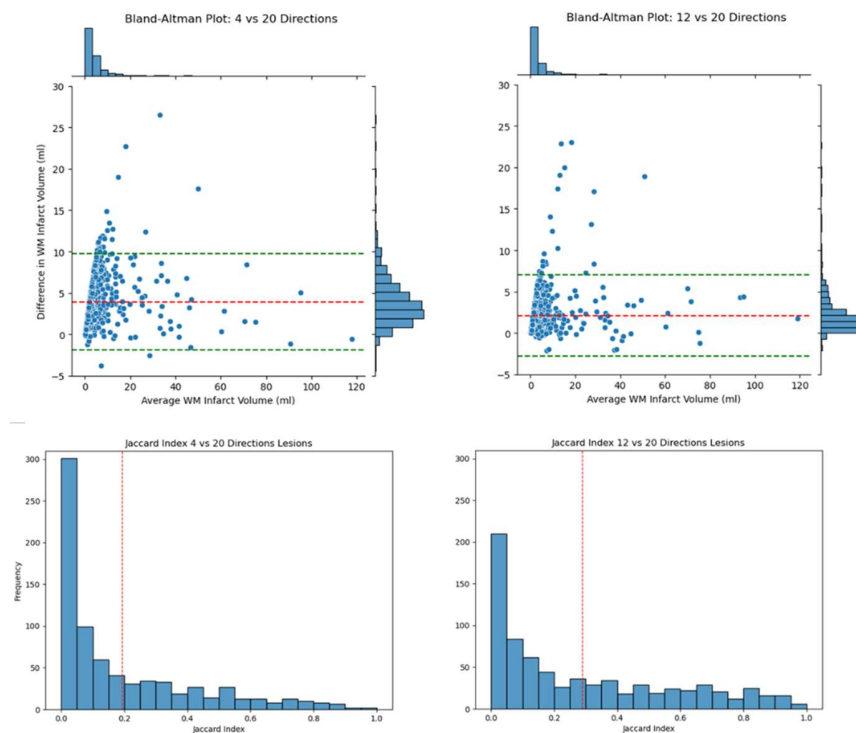 Bland-Altman Plot: 4 vs 20 Directions
30
25
20
15
10
5
0
−5
Difference in WM Infarct Volume (ml)
0 20 40 60 80 100 120
Average WM Infarct Volume (ml)
Bland-Altman Plot: 12 vs 20 Directions
30
25
20
15
10
5
0
−5
0 20 40 60 80 100 120
Average WM Infarct Volume (ml)
Jaccard Index 4 vs 20 Directions Lesions
300
250
200
150
100
50
0
Frequency
0.0 0.2 0.4 0.6 0.8 1.0
Jaccard Index
Jaccard Index 12 vs 20 Directions Lesions
300
250
200
150
100
50
0
0.0 0.2 0.4 0.6 0.8 1.0
Jaccard Index